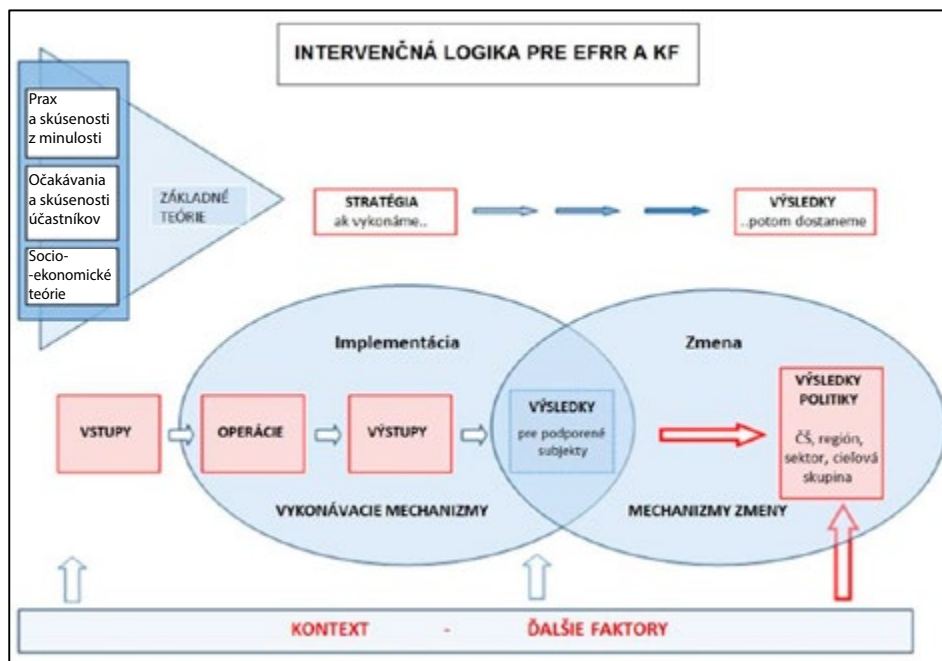 INTERVENČNÁ LOGIKA PRE EFRR A KF
Prax
a skúsenosti
z minulosti
Očakávania
a skúsenosti
účastníkov
Socio-
-ekonomické
teórie
ZÁKLADNÉ
TEÓRIE
STRATÉGIA
ak vykonáme..
VÝSLEDKY
..potom dostaneme
Implementácia
Zmena
VSTUPY
OPERÁCIE
VÝSTUPY
VÝSLEDKY
pre podporené
subjekty
VÝSLEDKY
POLITIKY
ČŠ, región,
sektor, cieľová
skupina
VYKONÁVACIE MECHANIZMY
MECHANIZMY ZMENY
KONTEXT - ĎALŠIE FAKTORY